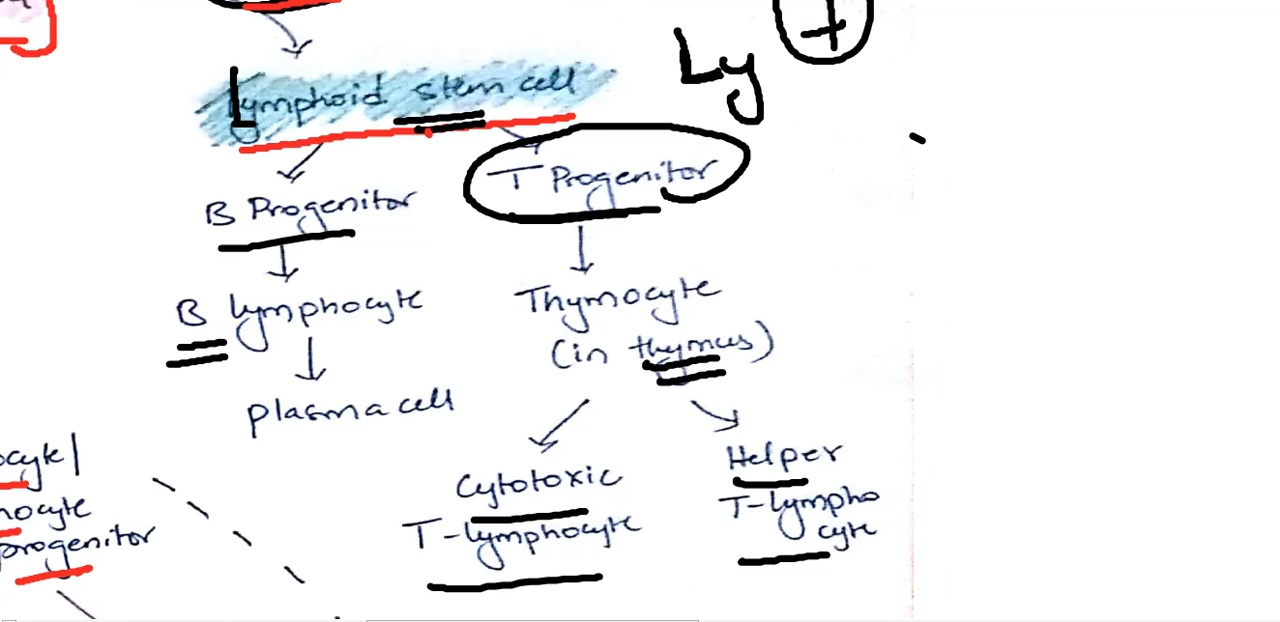 Ly +
Lymphoid stem cell
T Progenitor
B Progenitor
B lymphocyte
Thymocyte
(in thymus)
plasma cell
Cytotoxic
T-lymphocyte
Helper
T-lympho
cyte
ocyte/
ocyte
progenitor